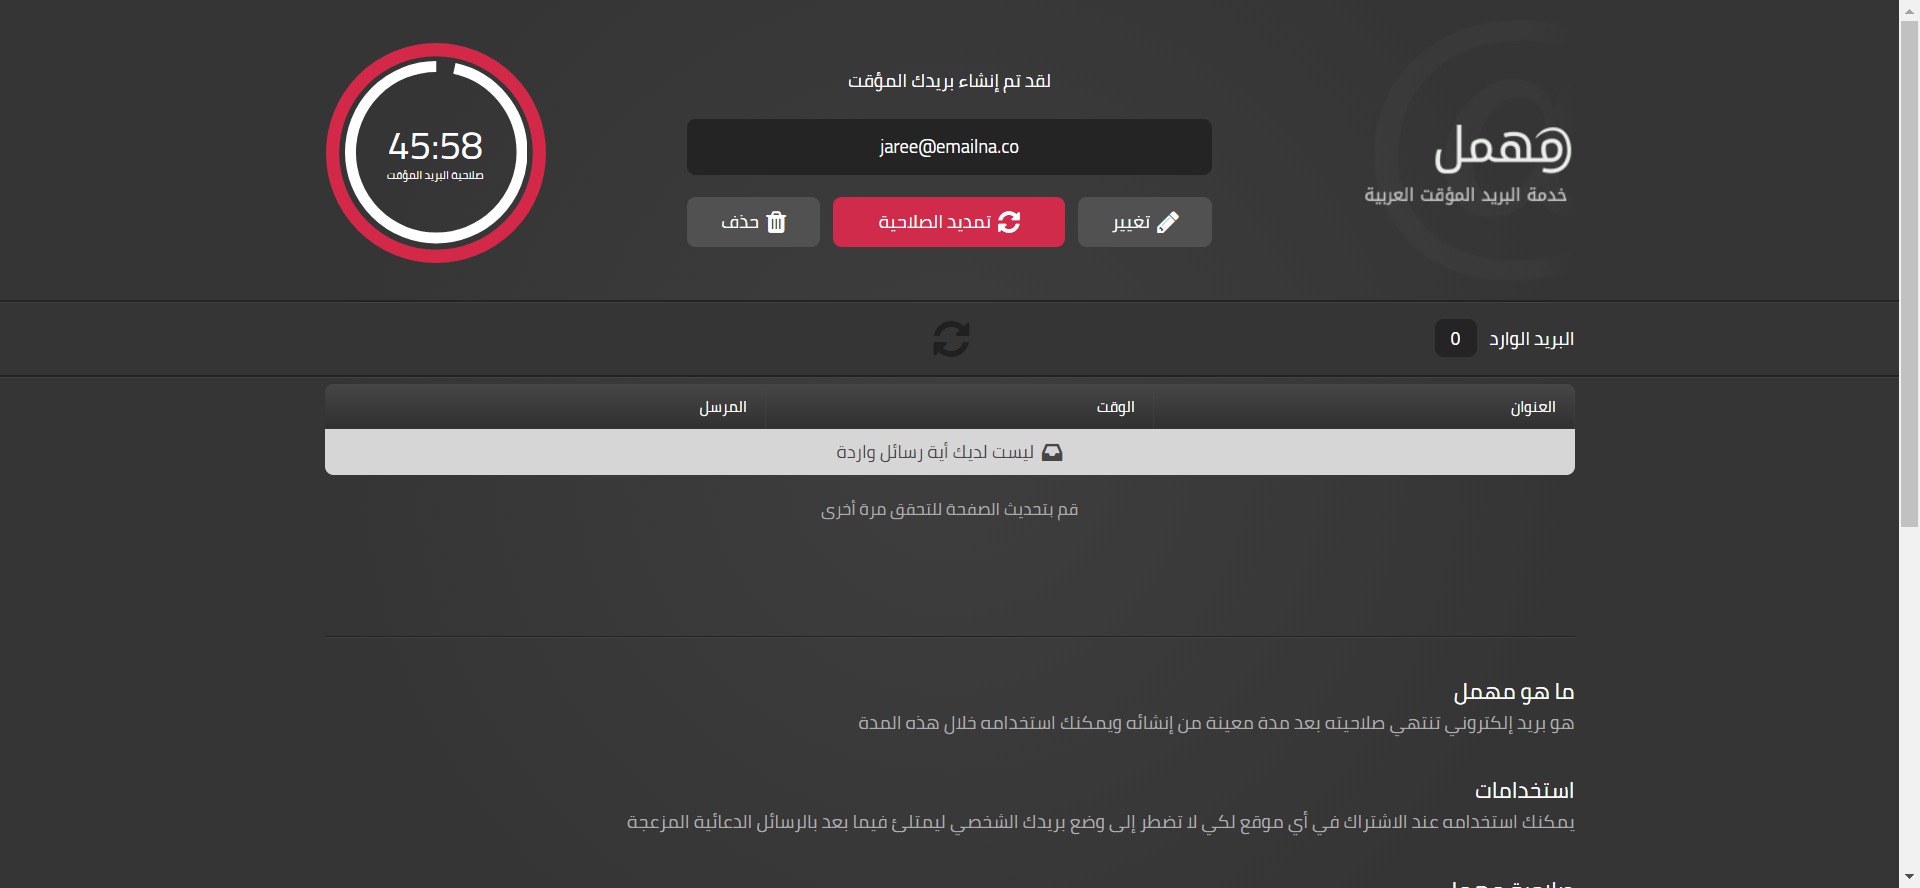 مهمل
خدمة البريد المؤقت العربية
لقد تم إنشاء بريدك المؤقت
jaree@emailna.co
تغيير
تمديد الصلاحية
حذف
45:58
صلاحية البريد المؤقت
البريد الوارد 0
العنوان الوقت المرسل
ليست لديك أية رسائل واردة
قم بتحديث الصفحة للتحقق مرة أخرى
ما هو مهمل
هو بريد إلكتروني تنتهي صلاحيته بعد مدة معينة من إنشائه ويمكنك استخدامه خلال هذه المدة
استخدامات
يمكنك استخدامه عند الاشتراك في أي موقع لكي لا تضطر إلى وضع بريدك الشخصي ليمتلئ فيما بعد بالرسائل الدعائية المزعجة